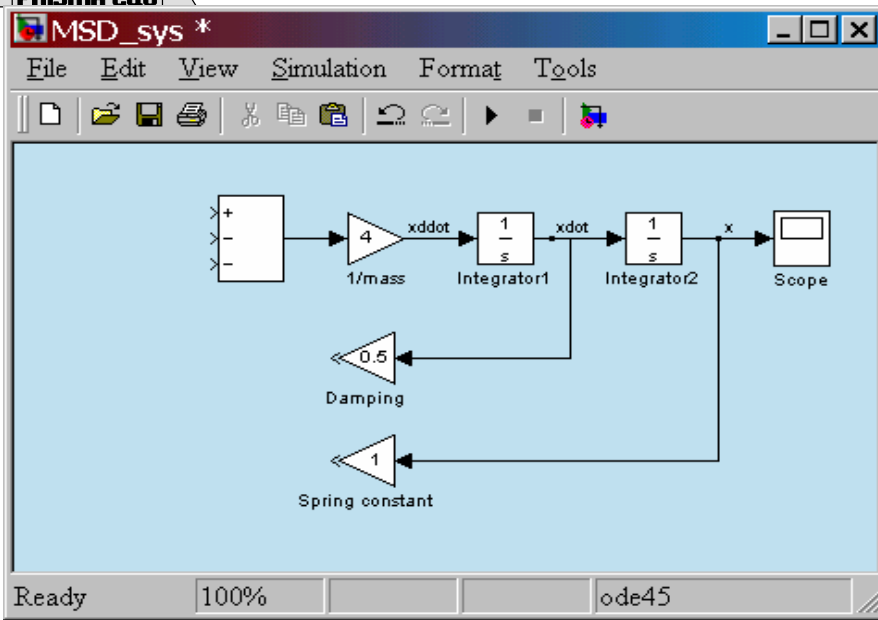 MSD_sys *
File Edit View Simulation Format Tools
+
-
-
4
1/mass
xddot
1
s
Integrator1
xdot
1
s
Integrator2
x
Scope
0.5
Damping
1
Spring constant
Ready 100% ode45